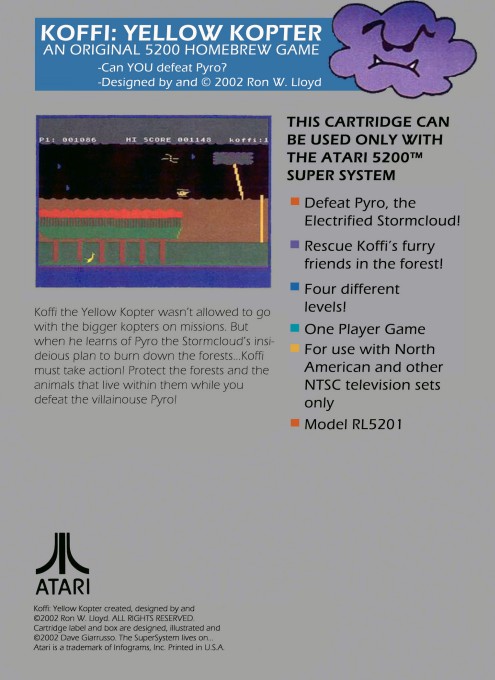 KOFFI: YELLOW KOPTER
AN ORIGINAL 5200 HOMEBREW GAME
-Can YOU defeat Pyro?
-Designed by and © 2002 Ron W. Lloyd
P1: 001086 HI SCORE 001148 koffi:1
THIS CARTRIDGE CAN
BE USED ONLY WITH
THE ATARI 5200™
SUPER SYSTEM
Defeat Pyro, the
Electrified Stormcloud!
Rescue Koffi's furry
friends in the forest!
Four different
levels!
One Player Game
For use with North
American and other
NTSC television sets
only
Model RL5201
Koffi the Yellow Kopter wasn't allowed to go
with the bigger kopters on missions. But
when he learns of Pyro the Stormcloud's insi-
deious plan to burn down the forests...Koffi
must take action! Protect the forests and the
animals that live within them while you
defeat the villainouse Pyro!
ATARI
Koffi: Yellow Kopter created, designed by and
©2002 Ron W. Lloyd. ALL RIGHTS RESERVED
Cartridge label and box are designed, illustrated and
©2002 Dave Giarrusso. The SuperSystem lives on...
Atari is a trademark of Infograms, Inc. Printed in U.S.A.